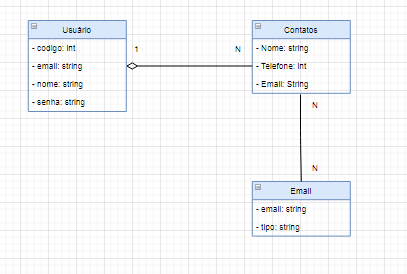 Usuário
- codigo: int
- email: string
- nome: string
- senha: string
1
N
Contatos
- Nome: string
- Telefone: int
- Email: String
N
N
Email
- email: string
- tipo: string